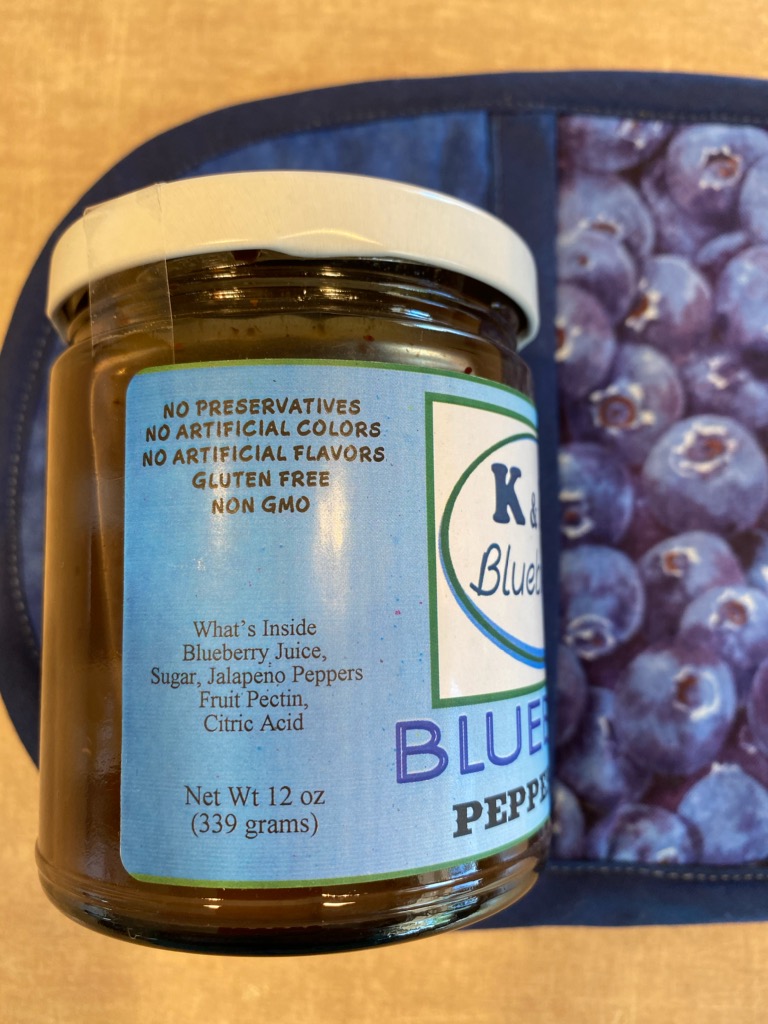 NO PRESERVATIVES
NO ARTIFICIAL COLORS
NO ARTIFICIAL FLAVORS
GLUTEN FREE
NON GMO
What's Inside
Blueberry Juice,
Sugar, Jalapeno Peppers
Fruit Pectin,
Citric Acid
Net Wt 12 oz
(339 grams)
K &